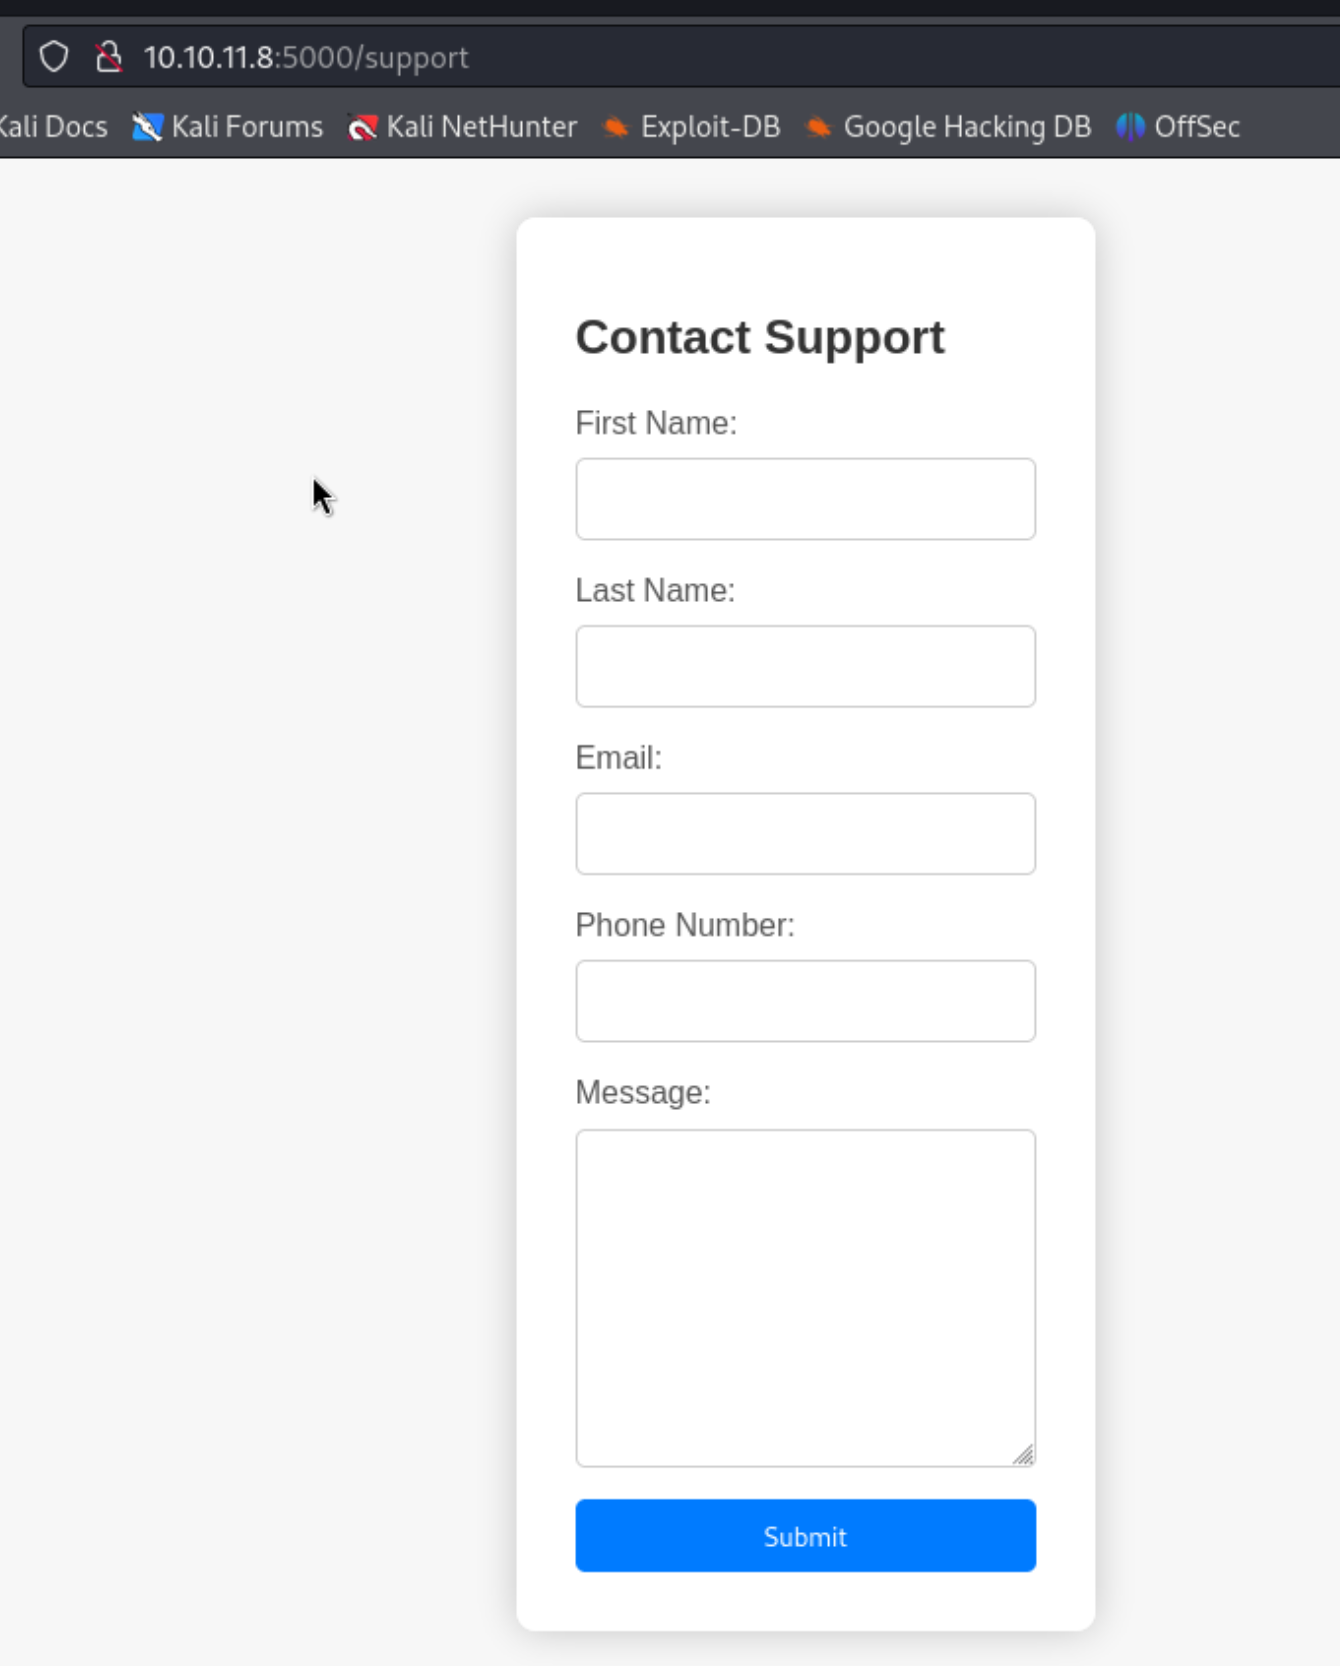 10.10.11.8:5000/support
Kali Docs Kali Forums Kali NetHunter Exploit-DB Google Hacking DB OffSec
Contact Support
First Name:
Last Name:
Email:
Phone Number:
Message:
Submit